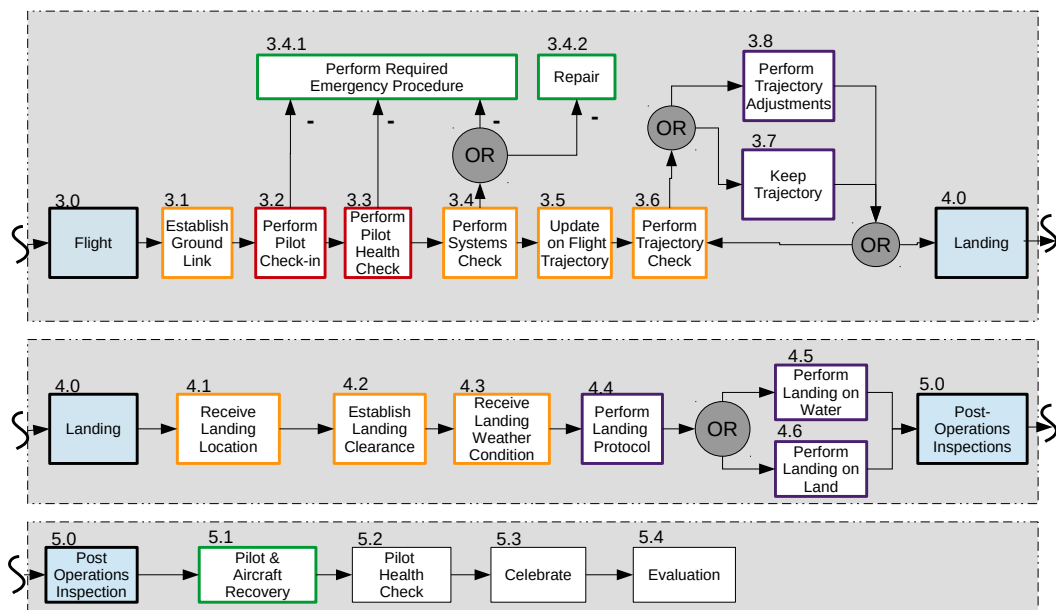 3.4.1
3.4.2
3.8
Perform Required
Emergency Procedure
Repair
Perform
Trajectory
Adjustments
-
-
-
-
OR
OR
3.7
Keep
Trajectory
3.0
3.1
3.2
3.3
3.4
3.5
3.6
4.0
Flight
Establish
Ground
Link
Perform
Pilot
Check-in
Perform
Pilot
Health
Check
Perform
Systems
Check
Update
on Flight
Trajectory
Perform
Trajectory
Check
OR
Landing
4.0
4.1
4.2
4.3
4.4
4.5
5.0
Landing
Receive
Landing
Location
Establish
Landing
Clearance
Receive
Landing
Weather
Condition
Perform
Landing
Protocol
OR
Perform
Landing on
Water
4.6
Perform
Landing on
Land
Post-
Operations
Inspections
5.0
5.1
5.2
5.3
5.4
Post
Operations
Inspection
Pilot &
Aircraft
Recovery
Pilot
Health
Check
Celebrate
Evaluation